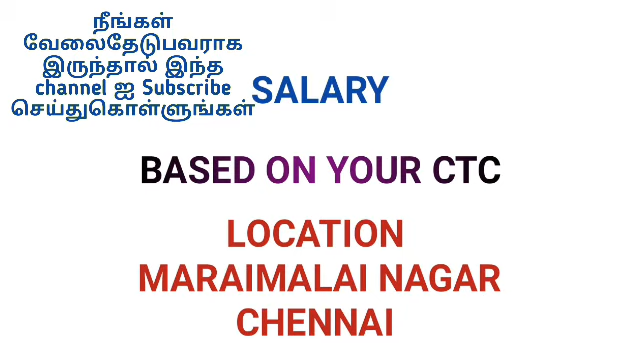 நீங்கள்
வேலைதேடுபவராக
இருந்தால் இந்த
channel ஐ Subscribe
செய்துகொள்ளுங்கள்
SALARY
BASED ON YOUR CTC
LOCATION
MARAIMALAI NAGAR
CHENNAI